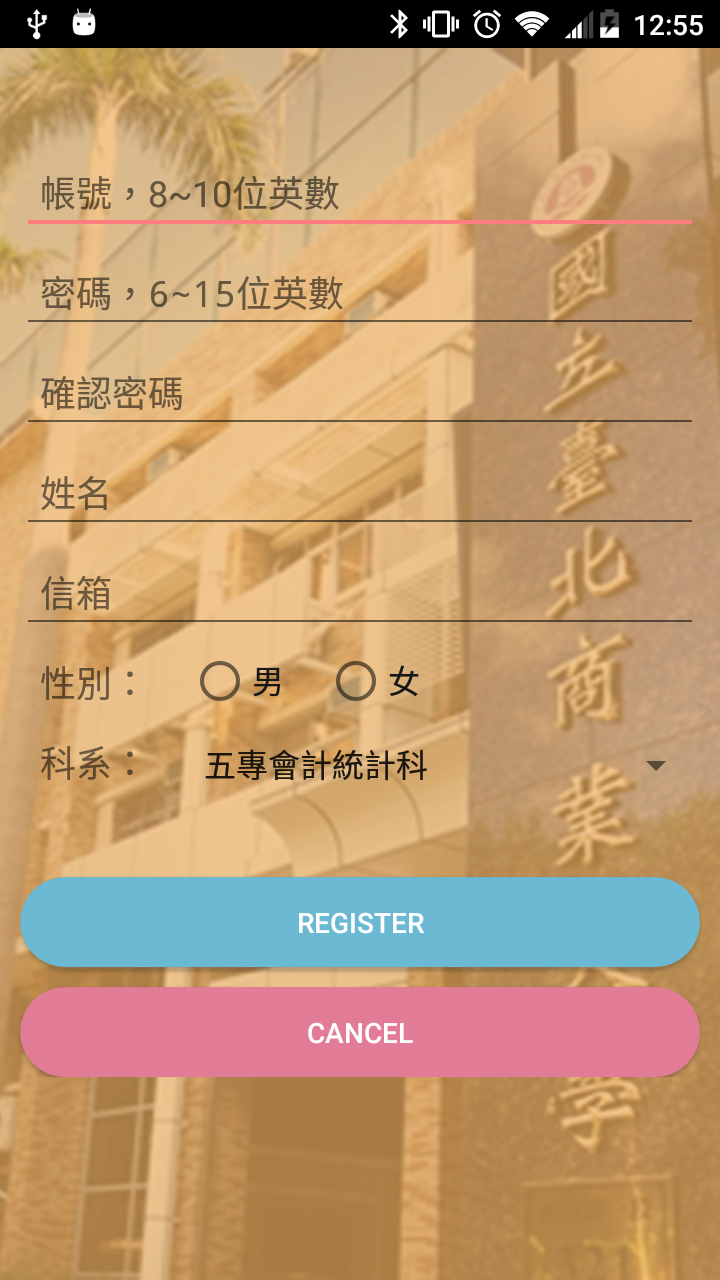 12:55
帳號，8~10位英數
密碼，6~15位英數
確認密碼
姓名
信箱
性別： 男 女
科系： 五專會計統計科
REGISTER
CANCEL
國立臺北商業
學